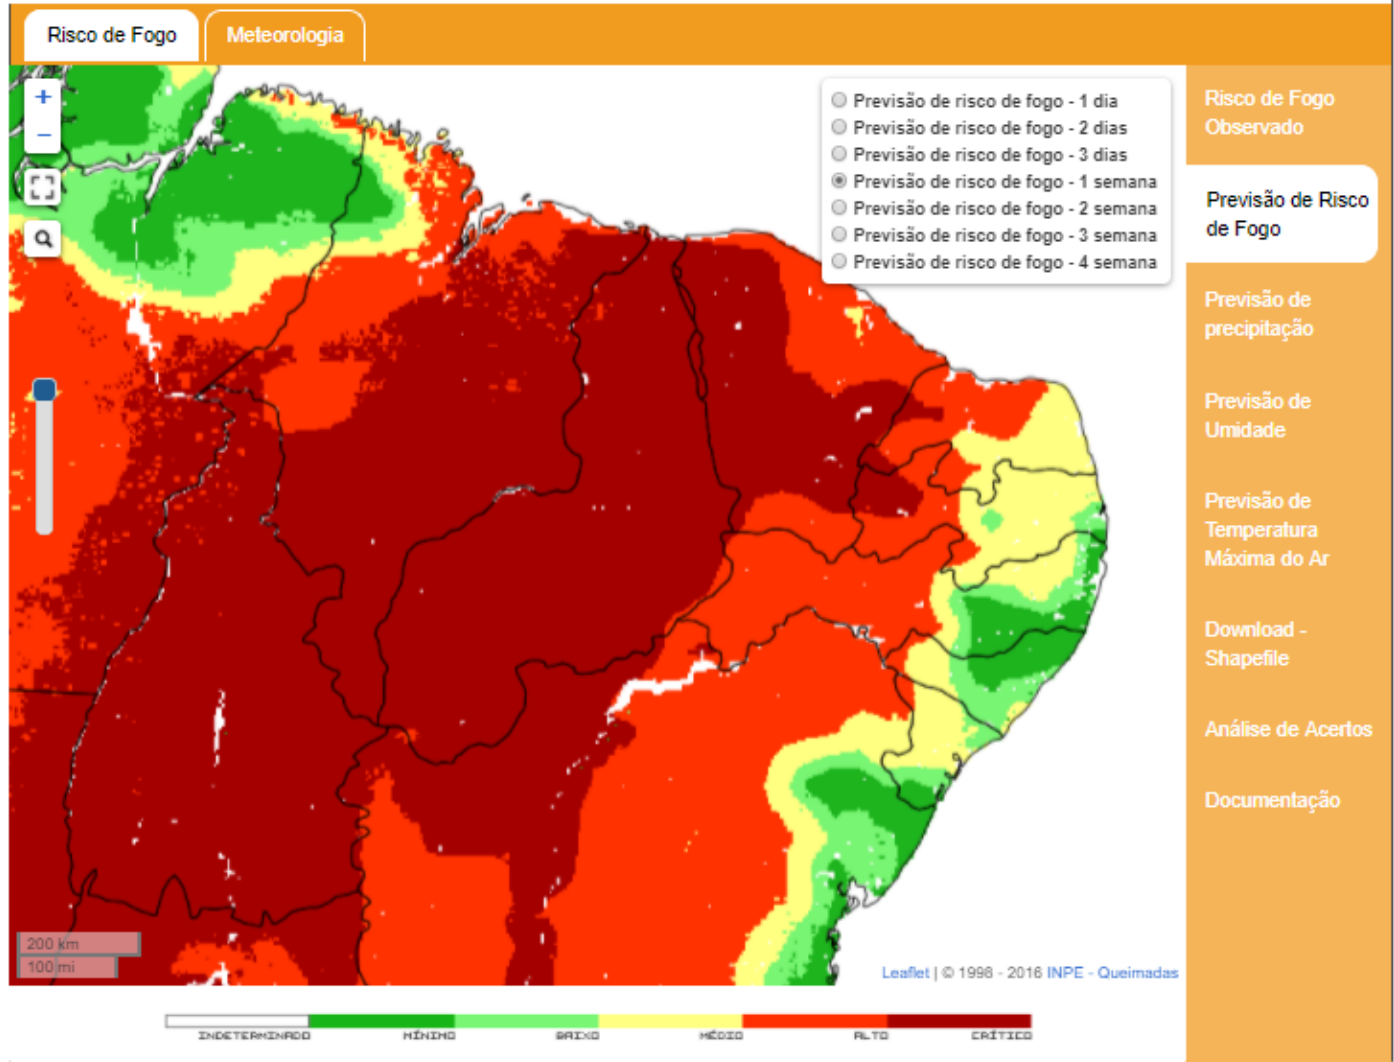 Risco de Fogo
Meteorologia
+
−
Previsão de risco de fogo - 1 dia
Previsão de risco de fogo - 2 dias
Previsão de risco de fogo - 3 dias
Previsão de risco de fogo - 1 semana
Previsão de risco de fogo - 2 semana
Previsão de risco de fogo - 3 semana
Previsão de risco de fogo - 4 semana
Risco de Fogo
Observado
Previsão de Risco
de Fogo
Previsão de
precipitação
Previsão de
Umidade
Previsão de
Temperatura
Máxima do Ar
Download -
Shapefile
Análise de Acertos
Documentação
200 km
100 mi
Leaflet | © 1998 - 2016 INPE - Queimadas
INDETERMINADO MÍNIMO BAIXO MÉDIO ALTO CRÍTICO